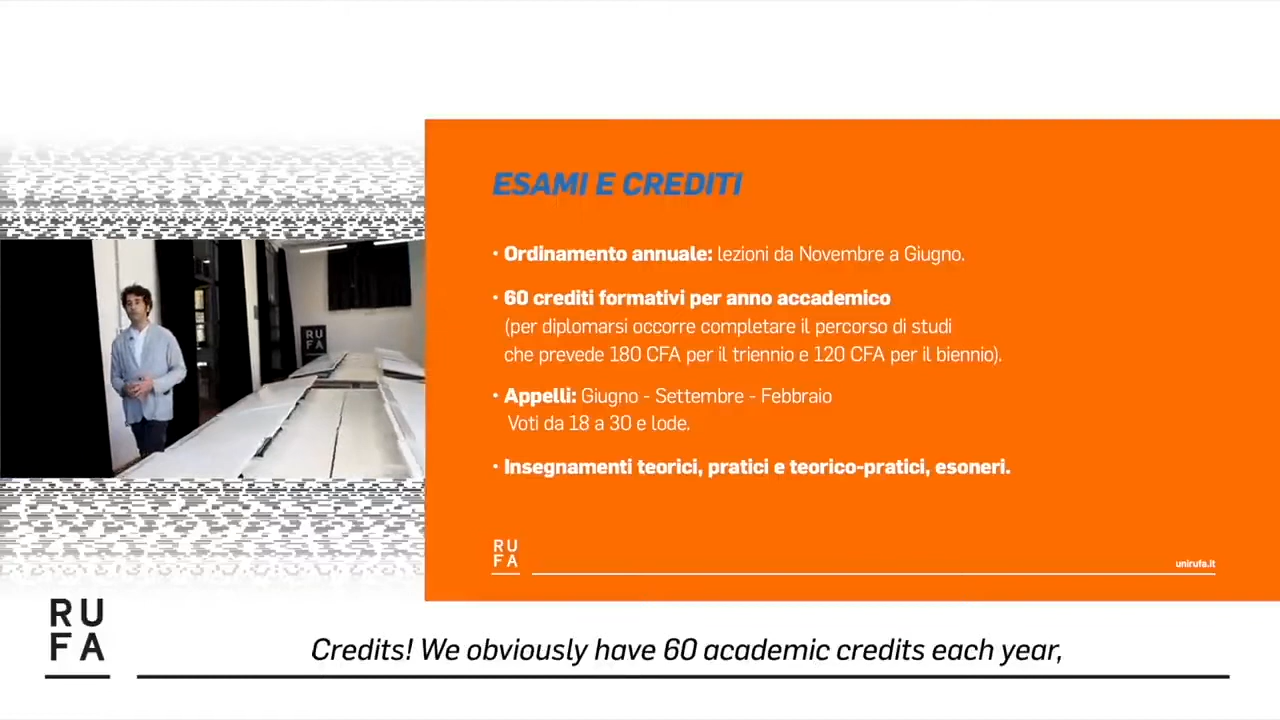 ESAMI E CREDITI
• Ordinamento annuale: lezioni da Novembre a Giugno.
• 60 crediti formativi per anno accademico
(per diplomarsi occorre completare il percorso di studi
che prevede 180 CFA per il triennio e 120 CFA per il biennio).
• Appelli: Giugno - Settembre - Febbraio
Voti da 18 a 30 e lode.
• Insegnamenti teorici, pratici e teorico-pratici, esoneri.
RU
FA
RU
FA
unirufa.it
RU
FA
Credits! We obviously have 60 academic credits each year,